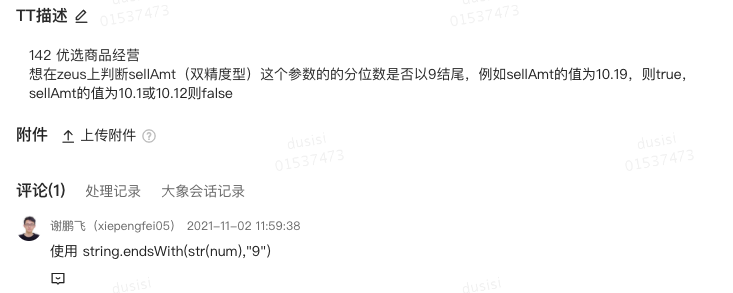 TT描述
142 优选商品经营
想在zeus上判断sellAmt（双精度型）这个参数的的分位数是否以9结尾，例如sellAmt的值为10.19，则true，
sellAmt的值为10.1或10.12则false
附件 上传附件
评论(1) 处理记录 大象会话记录
谢鹏飞（xiepengfei05） 2021-11-02 11:59:38
使用 string.endsWith(str(num),"9")
dusisi
01537473
dusisi
01537473
dusisi
01537473
dusisi
01537473
dusisi
dusisi